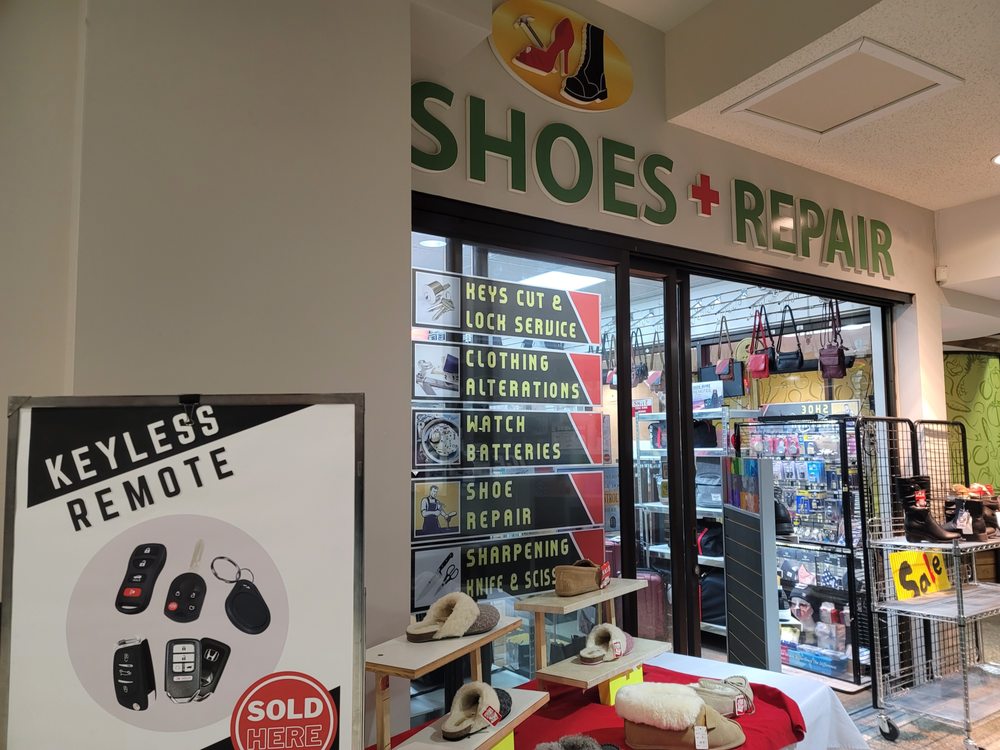 SHOES + REPAIR
KEYS CUT &
LOCK SERVICE
CLOTHING
ALTERATIONS
WATCH
BATTERIES
SHOE
REPAIR
SHARPENING
KNIFE & SCISS
KEYLESS
REMOTE
SOLD
HERE
SHOE
Sale